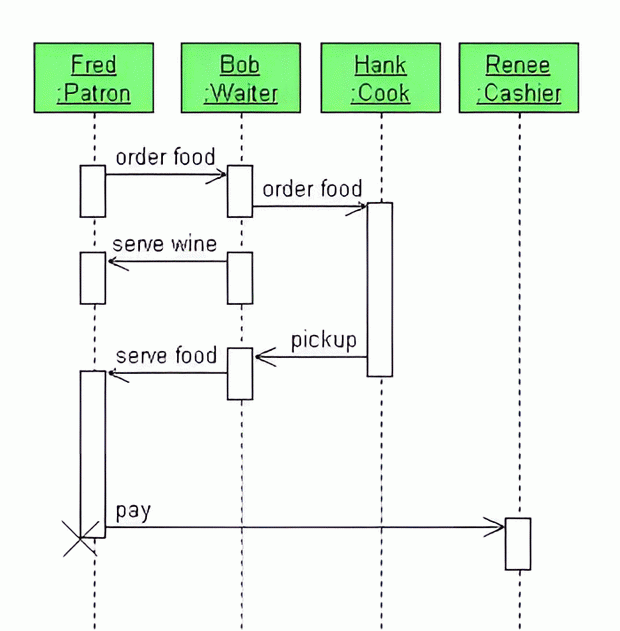 Fred
:Patron
Bob
:Waiter
Hank
:Cook
Renee
:Cashier
order food
order food
serve wine
pickup
serve food
pay